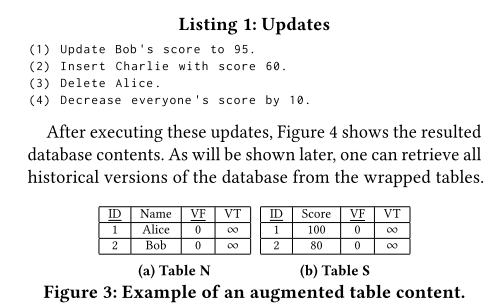 Listing 1: Updates
(1) Update Bob's score to 95.
(2) Insert Charlie with score 60.
(3) Delete Alice.
(4) Decrease everyone's score by 10.
After executing these updates, Figure 4 shows the resulted
database contents. As will be shown later, one can retrieve all
historical versions of the database from the wrapped tables.
ID Name VF VT
1 Alice 0 ∞
2 Bob 0 ∞
(a) Table N
ID Score VF VT
1 100 0 ∞
2 80 0 ∞
(b) Table S
Figure 3: Example of an augmented table content.